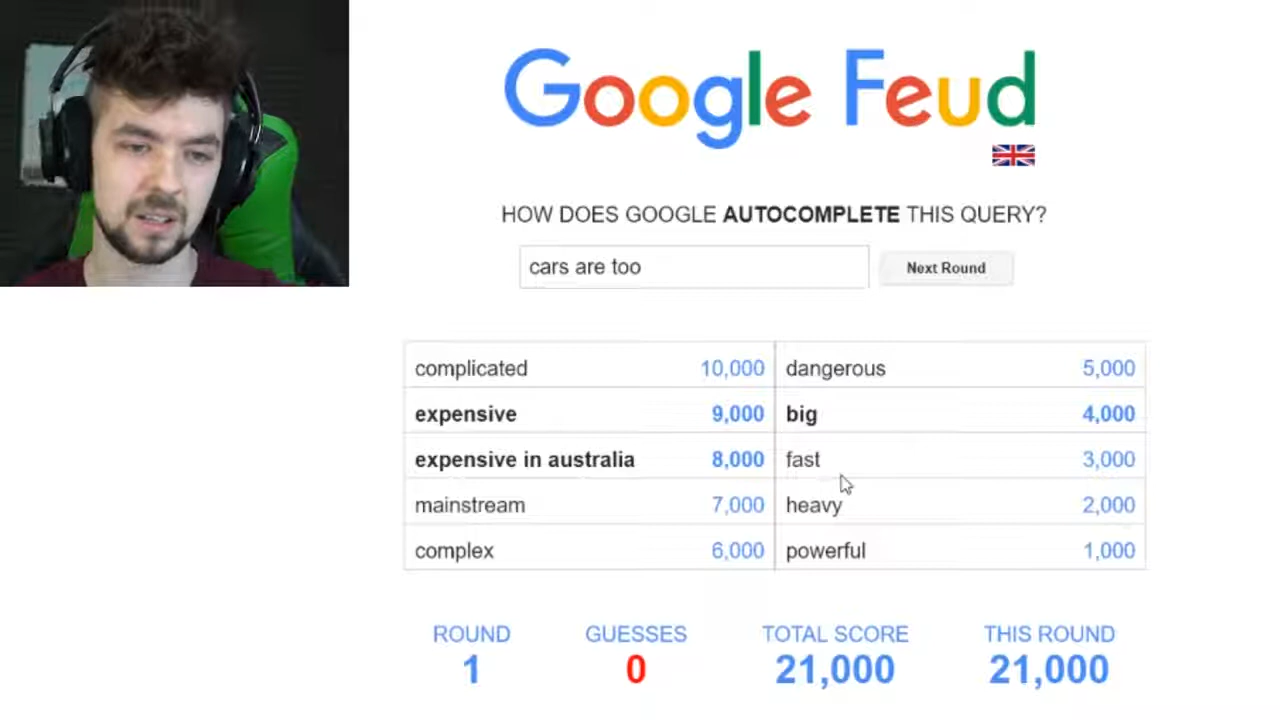 Google Feud
HOW DOES GOOGLE AUTOCOMPLETE THIS QUERY?
cars are too
Next Round
complicated 10,000 dangerous 5,000
expensive 9,000 big 4,000
expensive in australia 8,000 fast 3,000
mainstream 7,000 heavy 2,000
complex 6,000 powerful 1,000
ROUND GUESSES TOTAL SCORE THIS ROUND
1 0 21,000 21,000